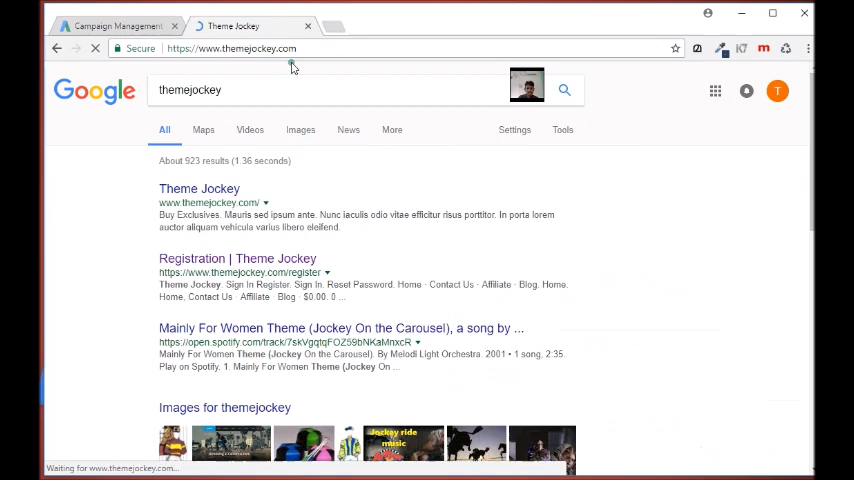 Campaign Management
Theme Jockey
Secure
https://www.themejockey.com
Google
themejockey
T
All
Maps
Videos
Images
News
More
Settings
Tools
About 923 results (1.36 seconds)
Theme Jockey
www.themejockey.com/
Buy Exclusives. Mauris sed ipsum ante. Nunc iaculis odio vitae efficitur risus porttitor. In porta lorem
auctor aliquam vehicula varius libero eleifend.
Registration | Theme Jockey
https://www.themejockey.com/register
Theme Jockey. Sign In Register. Sign In. Reset Password. Home · Contact Us · Affiliate · Blog. Home.
Home, Contact Us · Affiliate · Blog · $0.00. 0 ...
Mainly For Women Theme (Jockey On the Carousel), a song by ...
https://open.spotify.com/track/7skVgqtqFOZ59bNKaMnxcR
Mainly For Women Theme (Jockey On the Carousel). By Melodi Light Orchestra. 2001 • 1 song, 2:35.
Play on Spotify. 1. Mainly For Women Theme (Jockey On ...
Images for themejockey
Jockey ride
music
Waiting for www.themejockey.com...